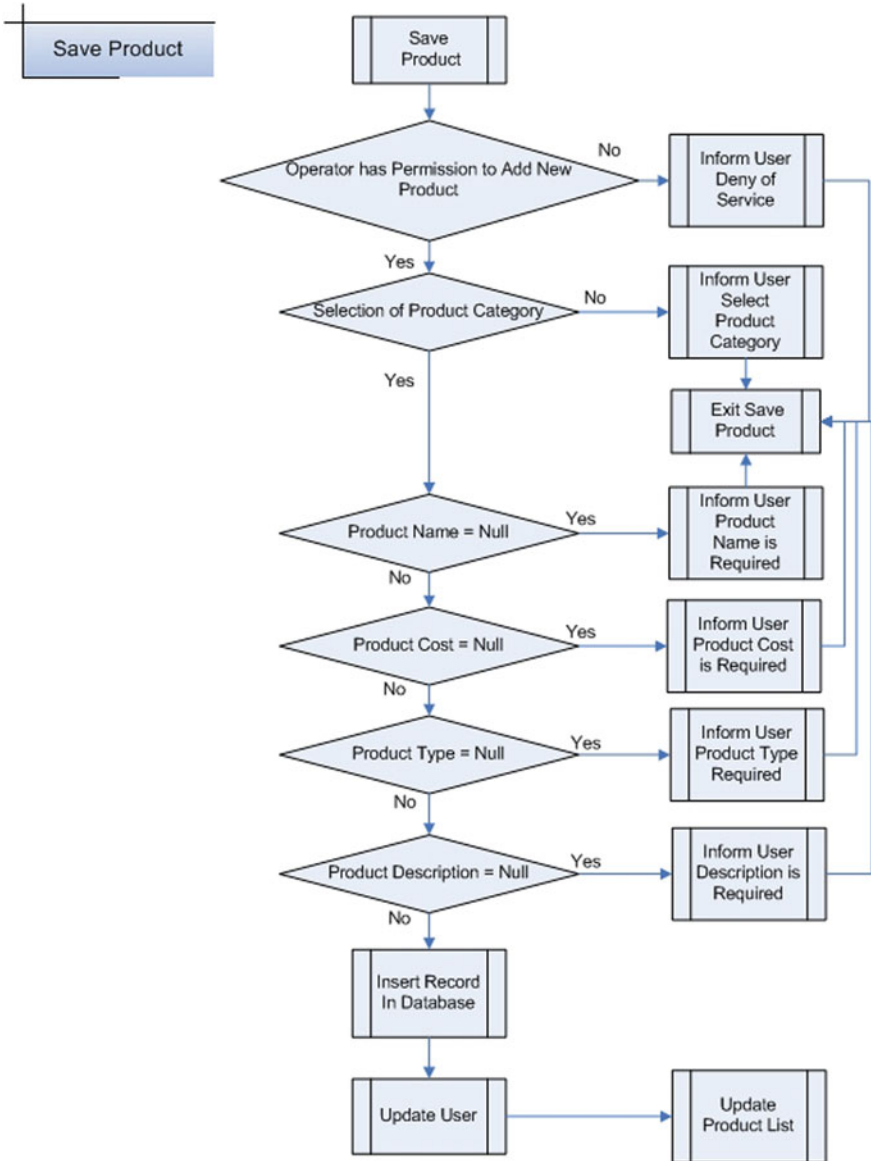 Save Product
Save
Product
Operator has Permission to Add New
Product
No
Inform User
Deny of
Service
Yes
Selection of Product Category
No
Inform User
Select
Product
Category
Yes
Exit Save
Product
Product Name = Null
Yes
Inform User
Product
Name is
Required
No
Product Cost = Null
Yes
Inform User
Product Cost
is Required
No
Product Type = Null
Yes
Inform User
Product Type
Required
No
Product Description = Null
Yes
Inform User
Description is
Required
No
Insert Record
In Database
Update User
Update
Product List